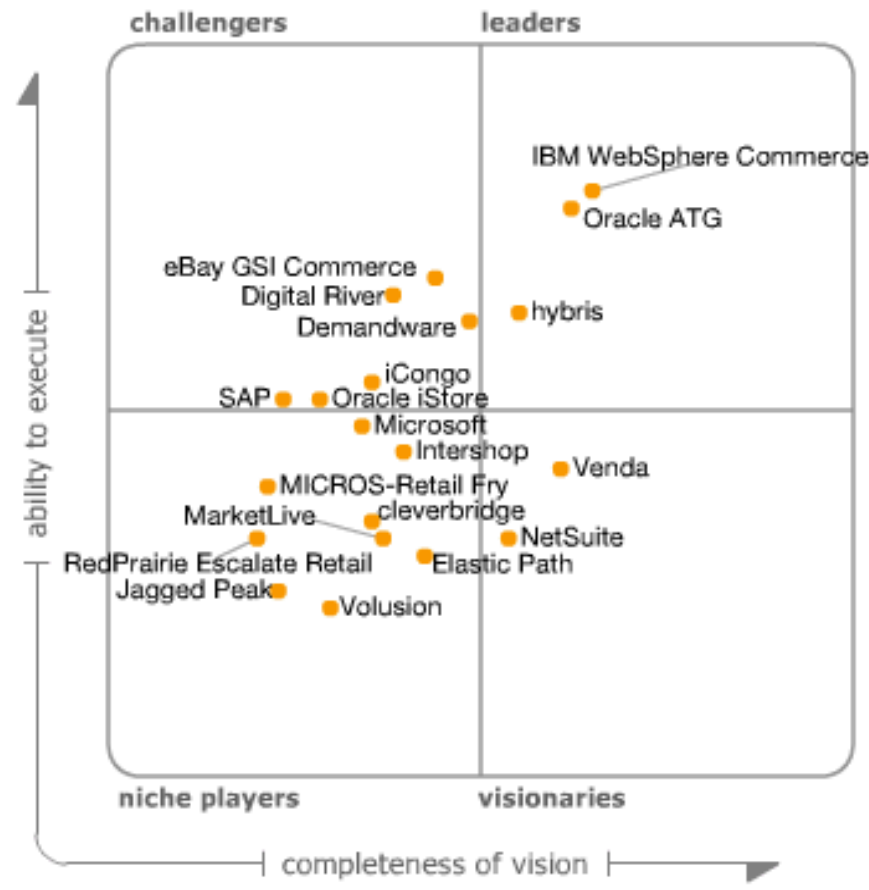 challengers
leaders
IBM WebSphere Commerce
Oracle ATG
eBay GSI Commerce
Digital River
hybris
Demandware
iCongo
SAP
Oracle iStore
Microsoft
Intershop
Venda
MICROS-Retail Fry
cleverbridge
MarketLive
NetSuite
RedPrairie Escalate Retail
Elastic Path
Jagged Peak
Volusion
niche players
visionaries
ability to execute
completeness of vision